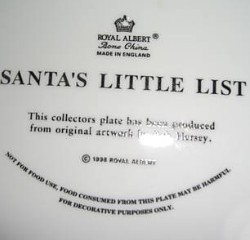 ROYAL ALBERT
Bone China
MADE IN ENGLAND
SANTA'S LITTLE LIST
This collectors plate has been produced
from original artwork Hersey.
© 1998 ROYAL ALBERT
NOT FOR FOOD USE, FOOD CONSUMED FROM THIS PLATE MAY BE HARMFUL
FOR DECORATIVE PURPOSES ONLY.